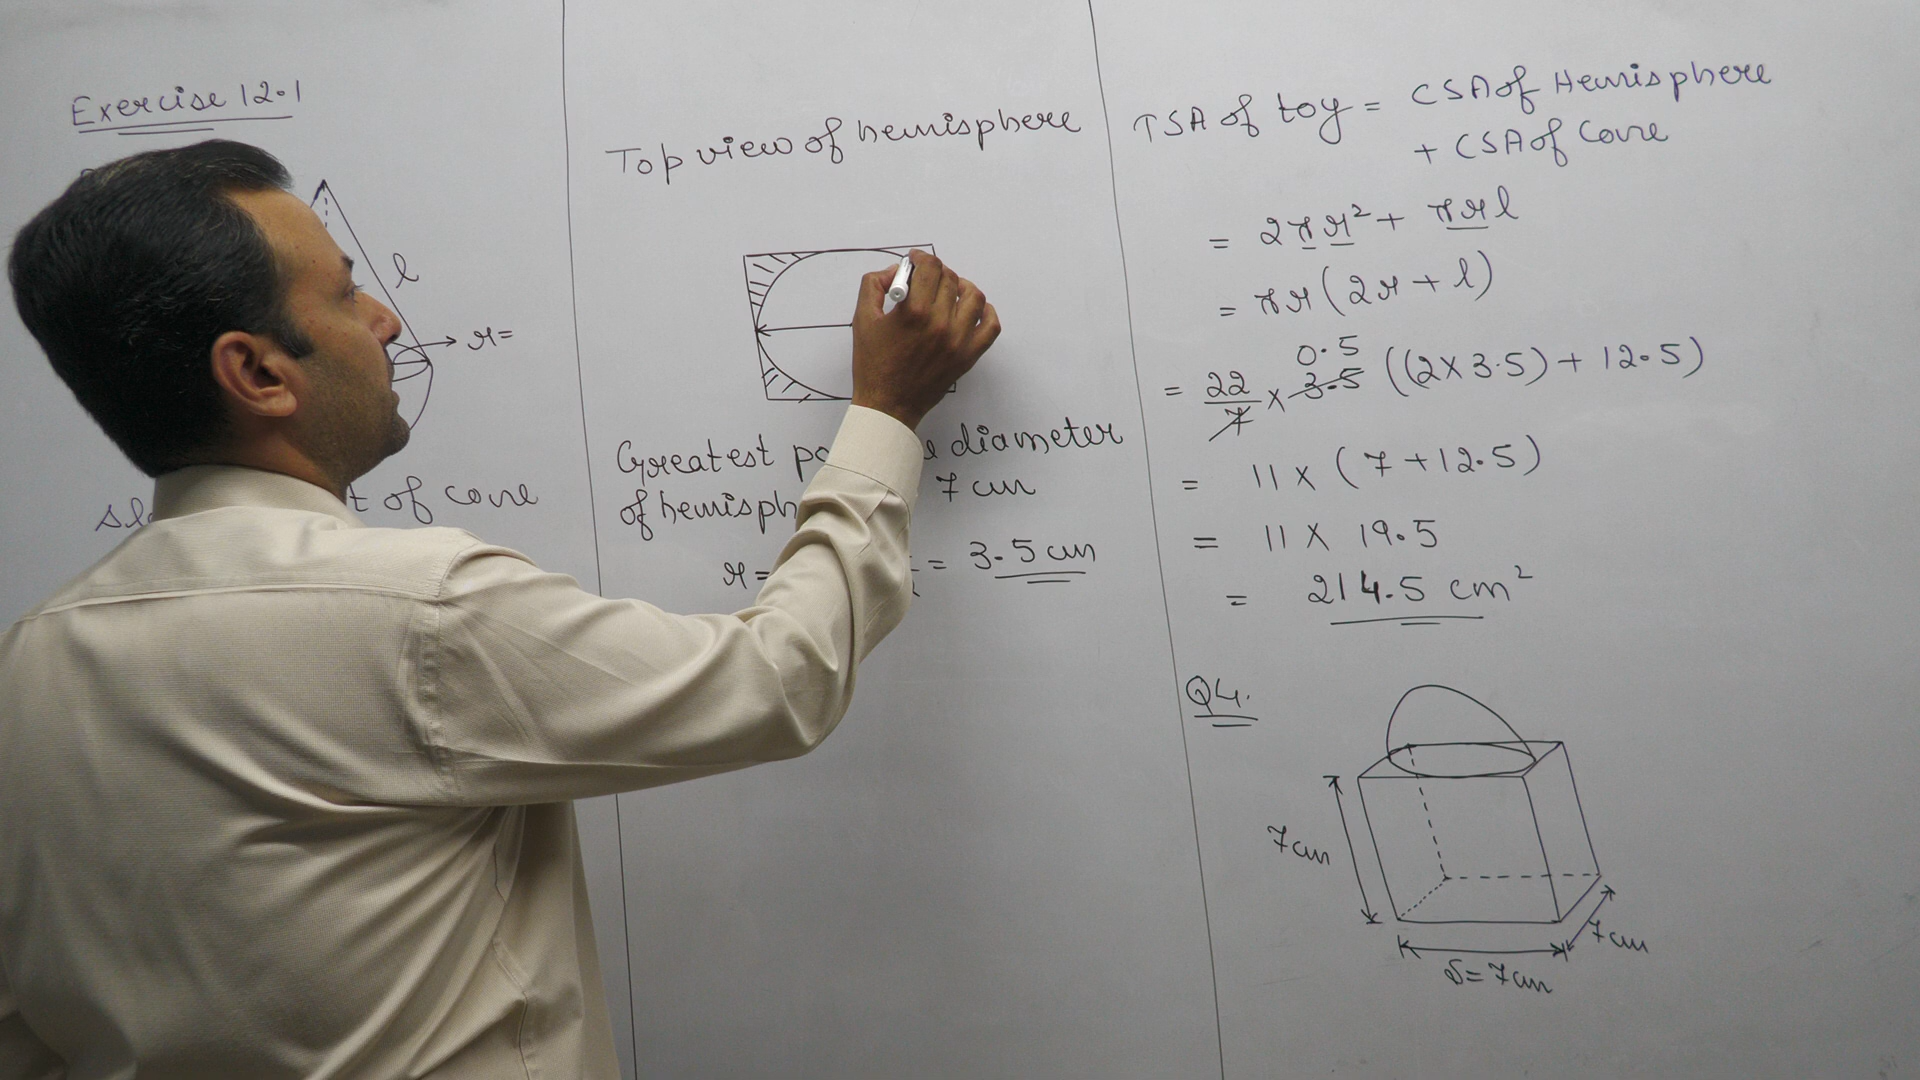 Exercise 12.1
l
r=
of cone
Top view of hemisphere
Greatest diameter
of 7 cm
r= = 3.5 cm
TSA of toy = CSA of Hemisphere
+ CSA of Cone
= 2πr² + πrl
= πr(2r + l)
0.5
= 22/7 × 3.5 ((2×3.5) + 12.5)
= 11 × (7+12.5)
= 11 × 19.5
= 214.5 cm²
Q4.
7cm
7cm
S=7cm